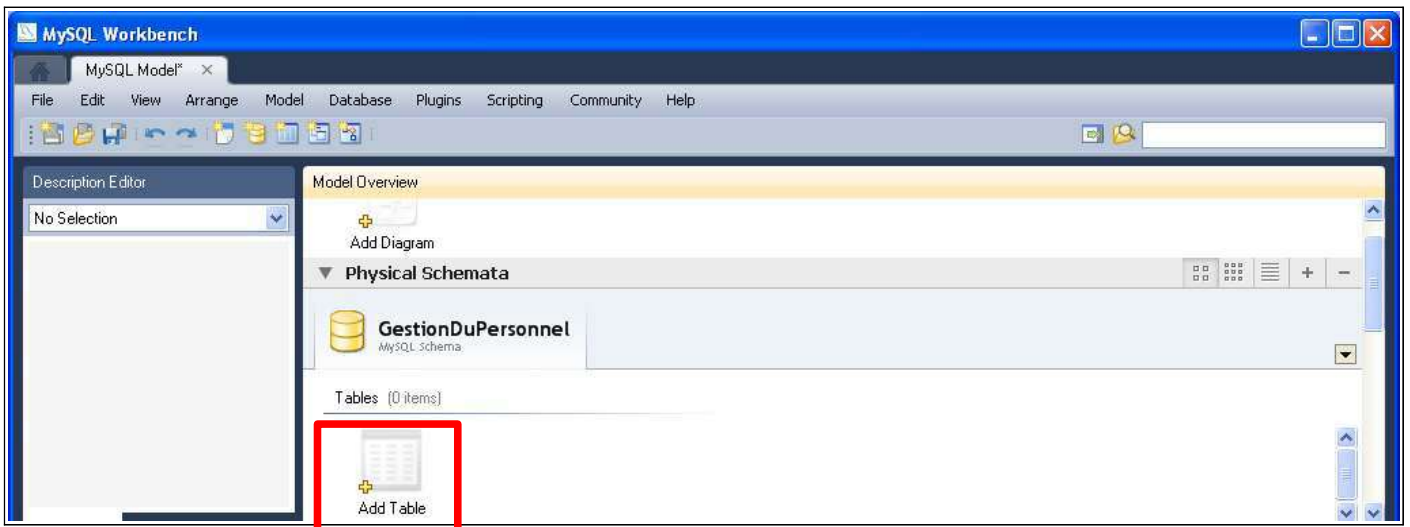 MySQL Workbench
MySQL Model* ×
File Edit View Arrange Model Database Plugins Scripting Community Help
Description Editor
No Selection
Model Overview
Add Diagram
Physical Schemata
GestionDuPersonnel
MySQL Schema
Tables (0 items)
Add Table